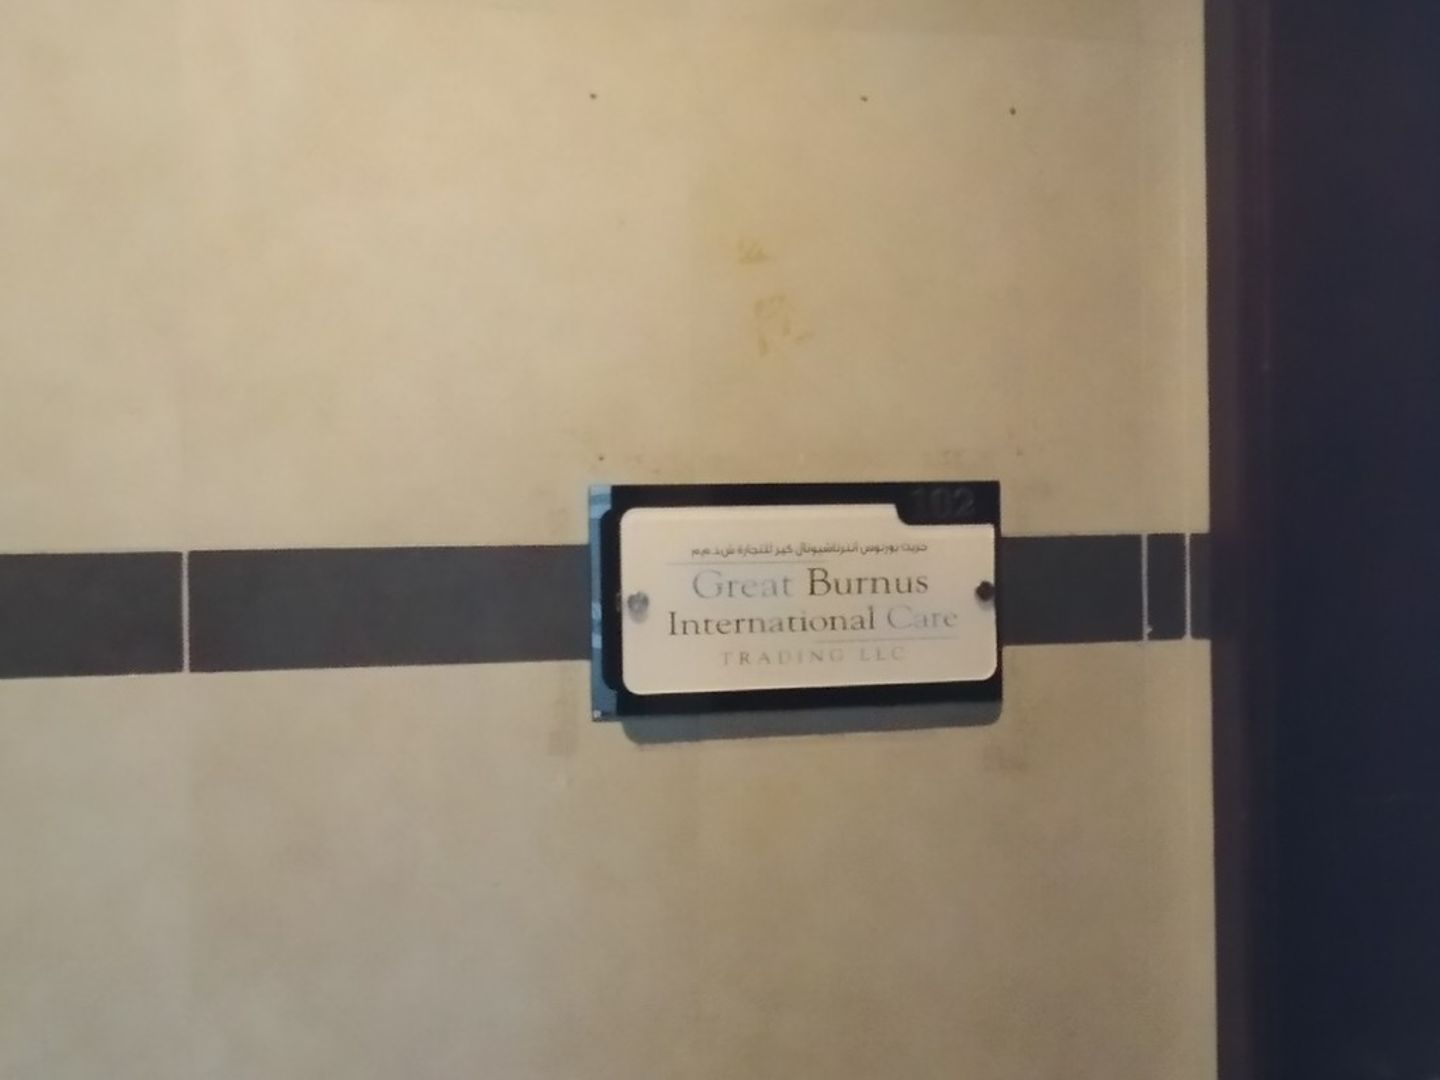 102
جريت بورنوس انترناشيونال كير للتجارة ش.ذ.م.م
Great Burnus
International Care
TRADING LLC